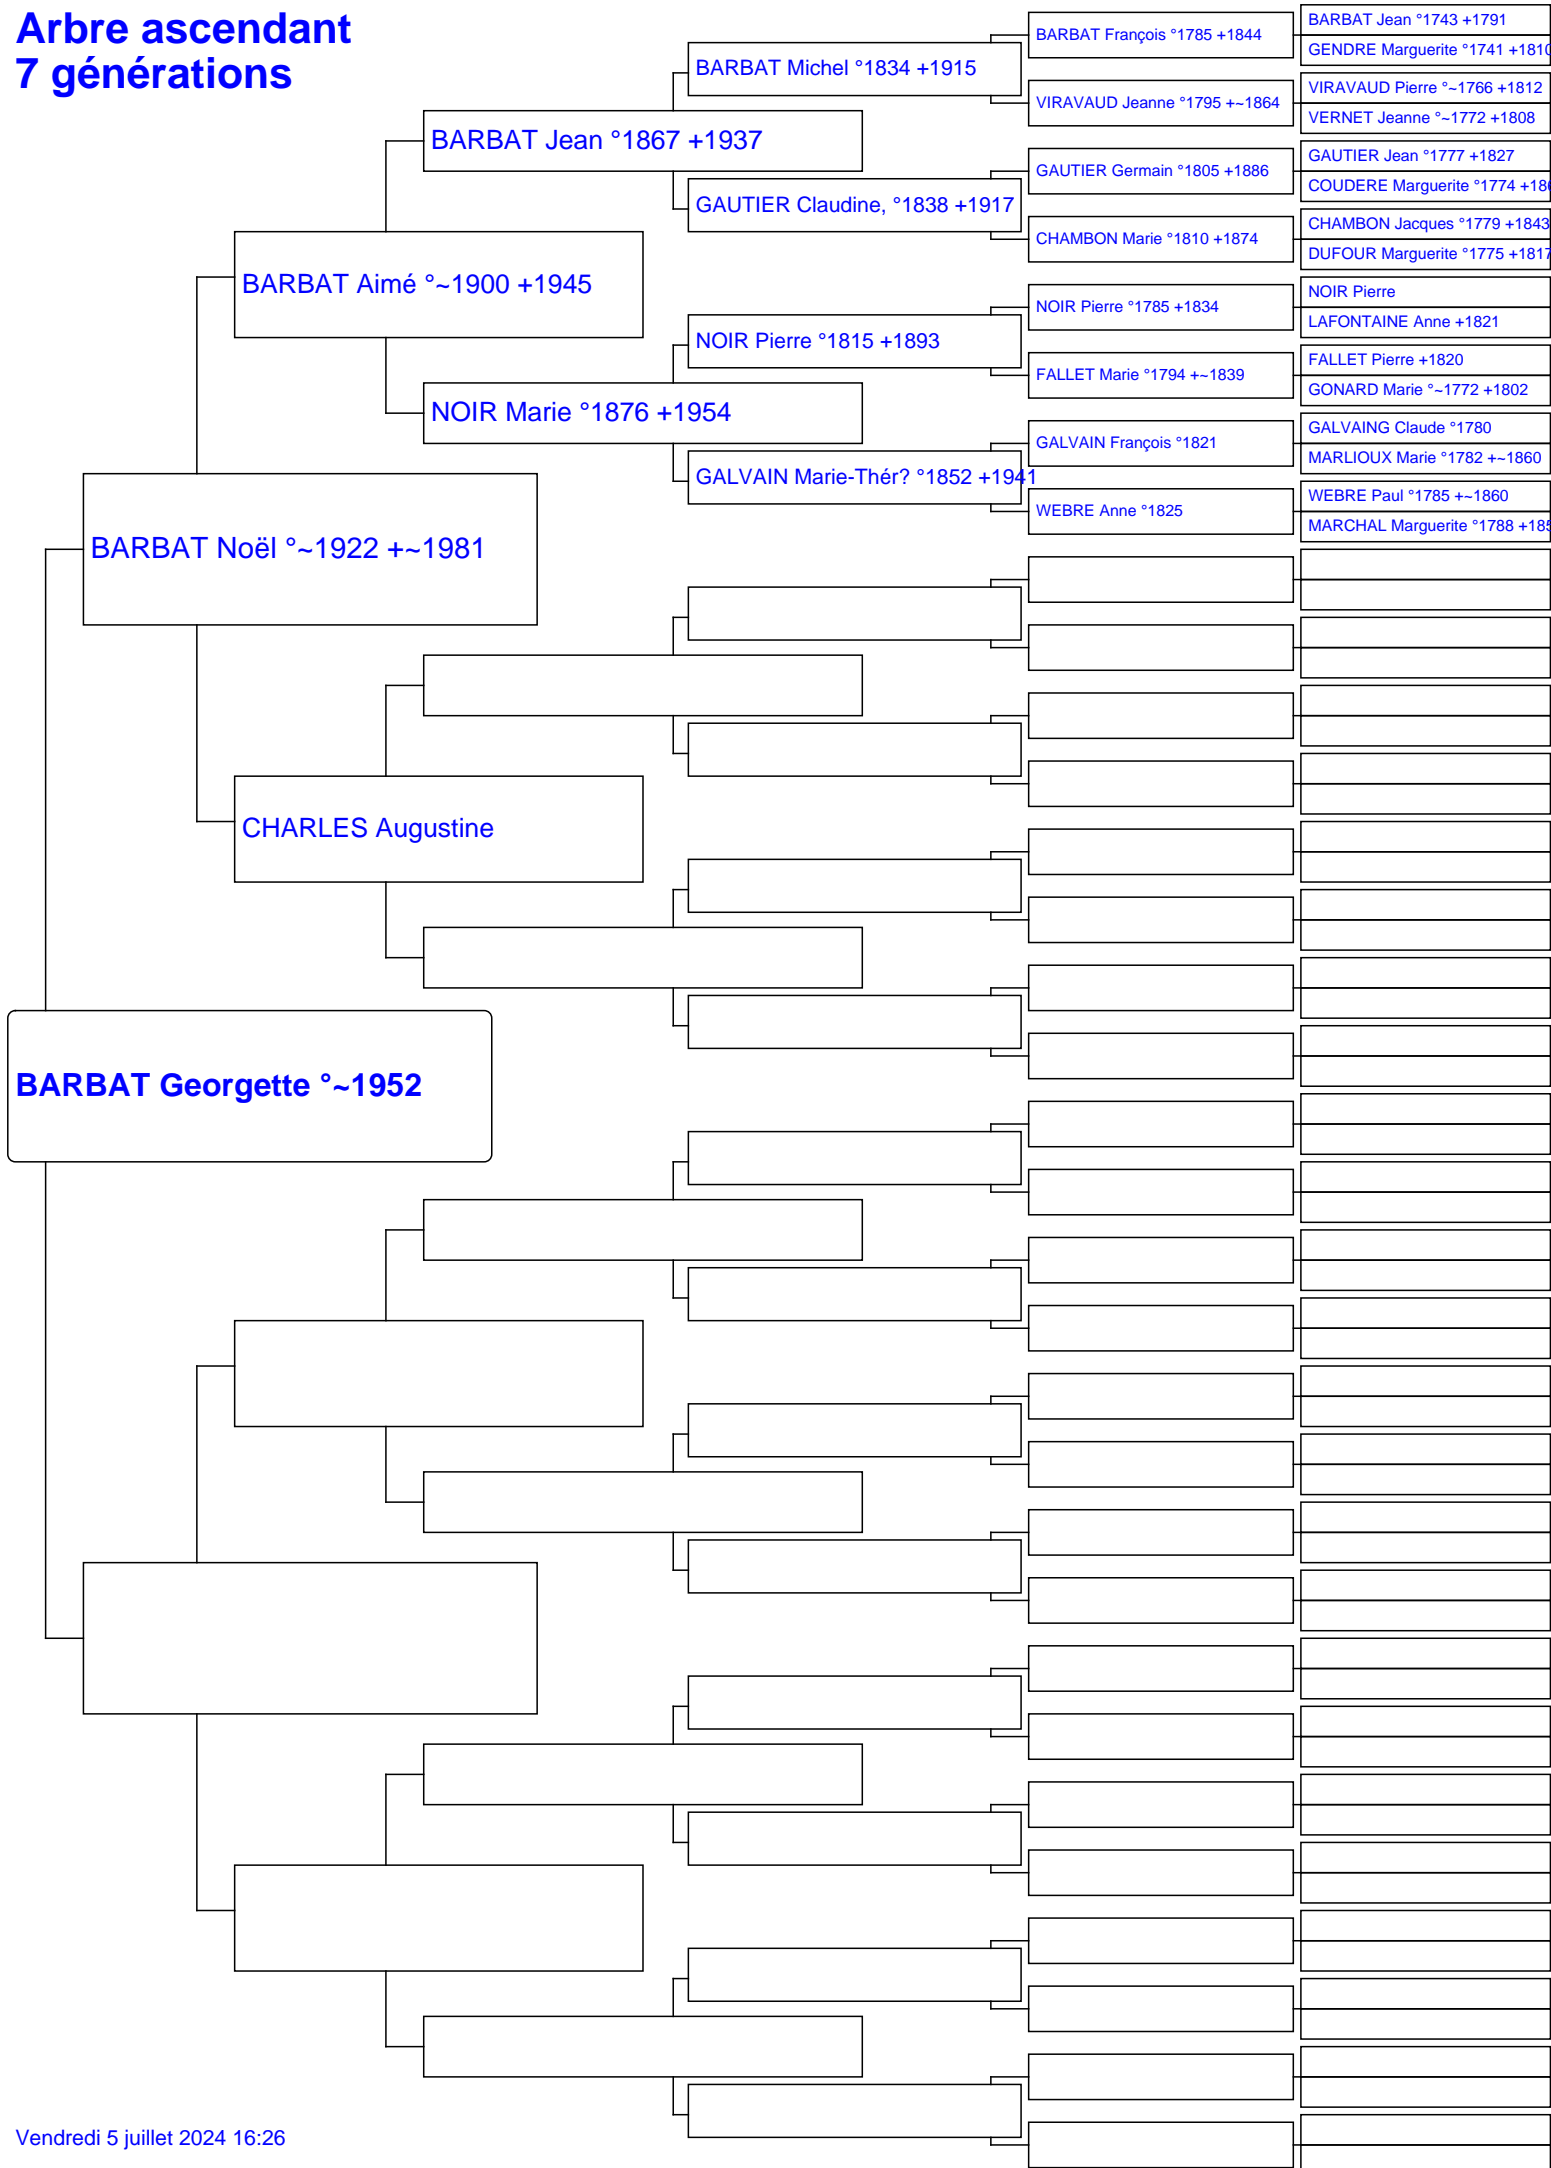 Arbre ascendant
7 générations
BARBAT Georgette °~1952
BARBAT Noël °~1922 +~1981
BARBAT Aimé °~1900 +1945
CHARLES Augustine
BARBAT Jean °1867 +1937
NOIR Marie °1876 +1954
BARBAT Michel °1834 +1915
GAUTIER Claudine, °1838 +1917
NOIR Pierre °1815 +1893
GALVAIN Marie-Thér? °1852 +1941
BARBAT François °1785 +1844
VIRAVAUD Jeanne °1795 +~1864
GAUTIER Germain °1805 +1886
CHAMBON Marie °1810 +1874
NOIR Pierre °1785 +1834
FALLET Marie °1794 +~1839
GALVAIN François °1821
WEBRE Anne °1825
BARBAT Jean °1743 +1791
GENDRE Marguerite °1741 +1810
VIRAVAUD Pierre °~1766 +1812
VERNET Jeanne °~1772 +1808
GAUTIER Jean °1777 +1827
COUDERE Marguerite °1774
CHAMBON Jacques °1779 +1843
DUFOUR Marguerite °1775 +1817
NOIR Pierre
LAFONTAINE Anne +1821
FALLET Pierre +1820
GONARD Marie °~1772 +1802
GALVAING Claude °1780
MARLIOUX Marie °1782 +~1860
WEBRE Paul °1785 +~1860
MARCHAL Marguerite °1788
Vendredi 5 juillet 2024 16:26